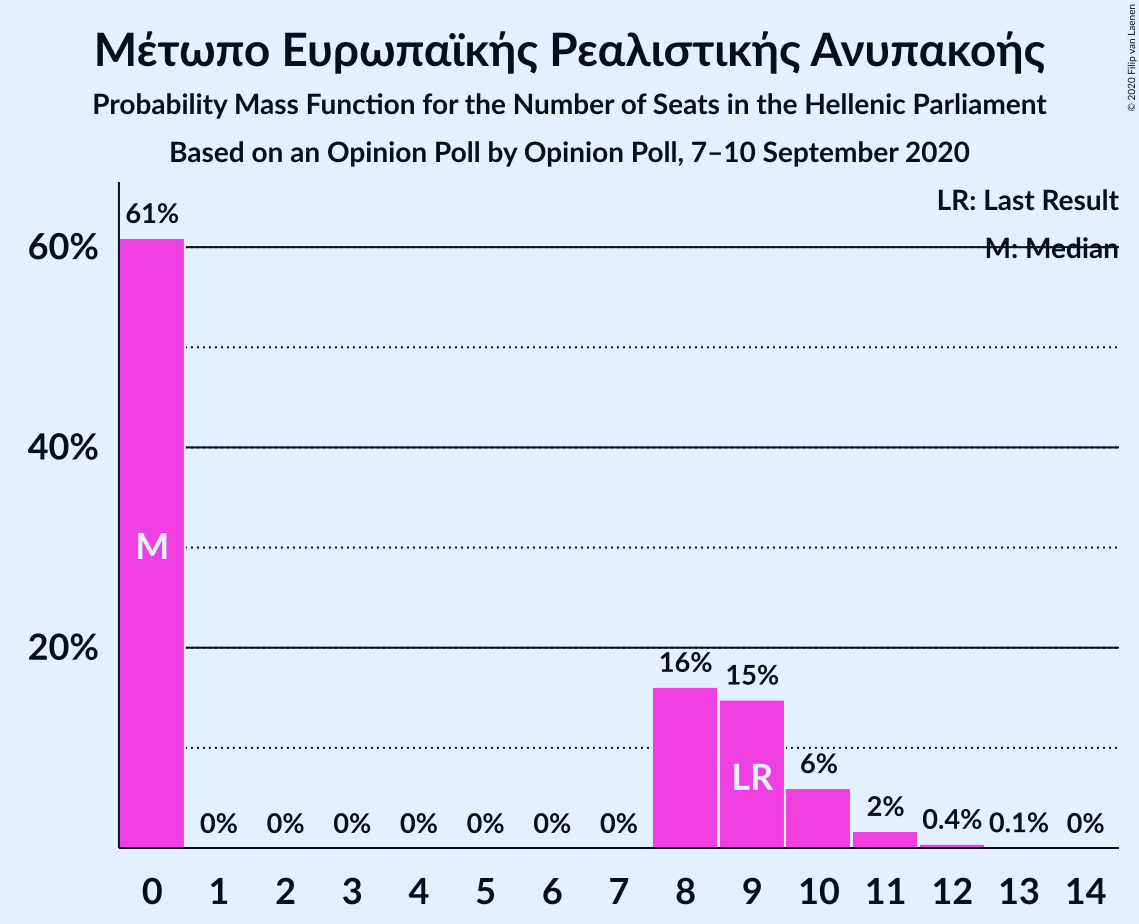 Μέτωπο Ευρωπαϊκής Ρεαλιστικής Ανυπακοής
Probability Mass Function for the Number of Seats in the Hellenic Parliament
Based on an Opinion Poll by Opinion Poll, 7–10 September 2020
© 2020 Filip van Laenen
LR: Last Result
M: Median
61%
60%
40%
M
20%
16%
15%
LR
6%
2%
0% 0% 0% 0% 0% 0% 0% 0.4% 0.1% 0%
0 1 2 3 4 5 6 7 8 9 10 11 12 13 14